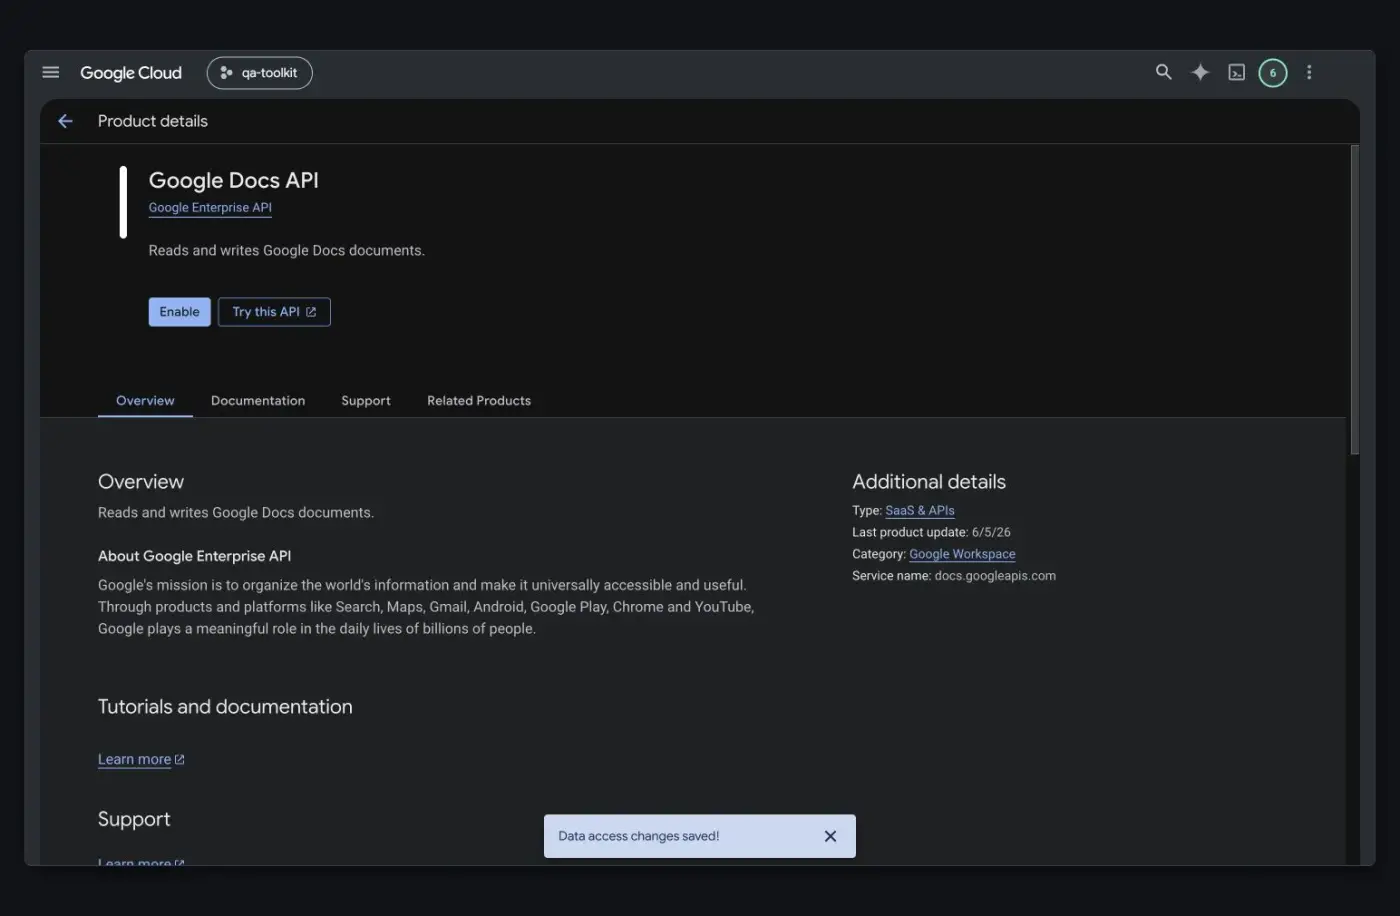 Google Cloud
qa-toolkit
6
Product details
Google Docs API
Google Enterprise API
Reads and writes Google Docs documents.
Enable
Try this API
Overview
Documentation
Support
Related Products
Overview
Reads and writes Google Docs documents.
About Google Enterprise API
Google's mission is to organize the world's information and make it universally accessible and useful.
Through products and platforms like Search, Maps, Gmail, Android, Google Play, Chrome and YouTube,
Google plays a meaningful role in the daily lives of billions of people.
Additional details
Type: SaaS & APIs
Last product update: 6/5/26
Category: Google Workspace
Service name: docs.googleapis.com
Tutorials and documentation
Learn more
Support
Learn more
Data access changes saved!